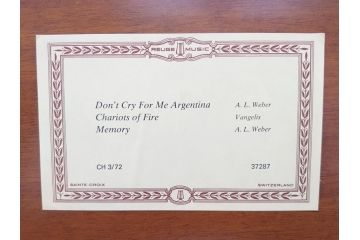 REUGE MUSIC
Don't Cry For Me Argentina A. L. Weber
Chariots of Fire Vangelis
Memory A. L. Weber
CH 3/72 37287
SAINTE-CROIX SWITZERLAND